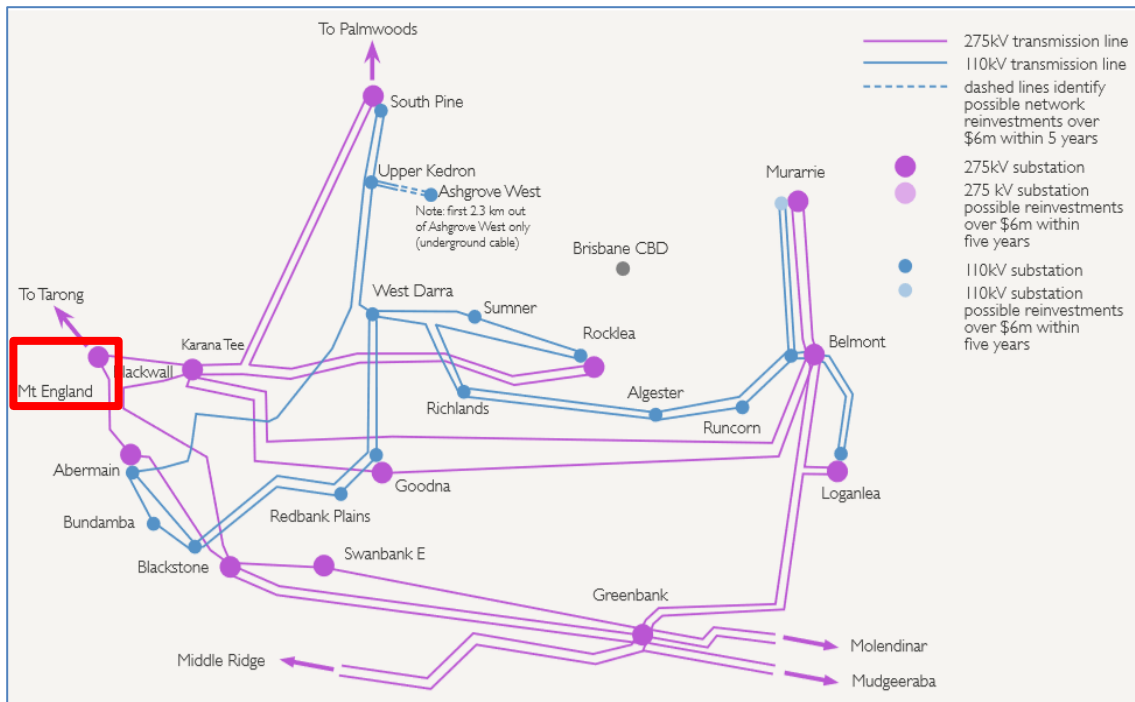 To Palmwoods
South Pine
Upper Kedron
Ashgrove West
Note: first 2.3 km out
of Ashgrove West only
(underground cable)
Brisbane CBD
Murarrie
275kV transmission line
110kV transmission line
dashed lines identify
possible network
reinvestments over
$6m within 5 years
275kV substation
275 kV substation
possible reinvestments
over $6m within
five years
110kV substation
110kV substation
possible reinvestments
over $6m within
five years
To Tarong
West Darra
Sumner
Rocklea
Belmont
Karana Tee
Blackwall
Mt England
Richlands
Algester
Runcorn
Abermain
Goodna
Loganlea
Bundamba
Redbank Plains
Blackstone
Swanbank E
Greenbank
Middle Ridge
Molendinar
Mudgeeraba